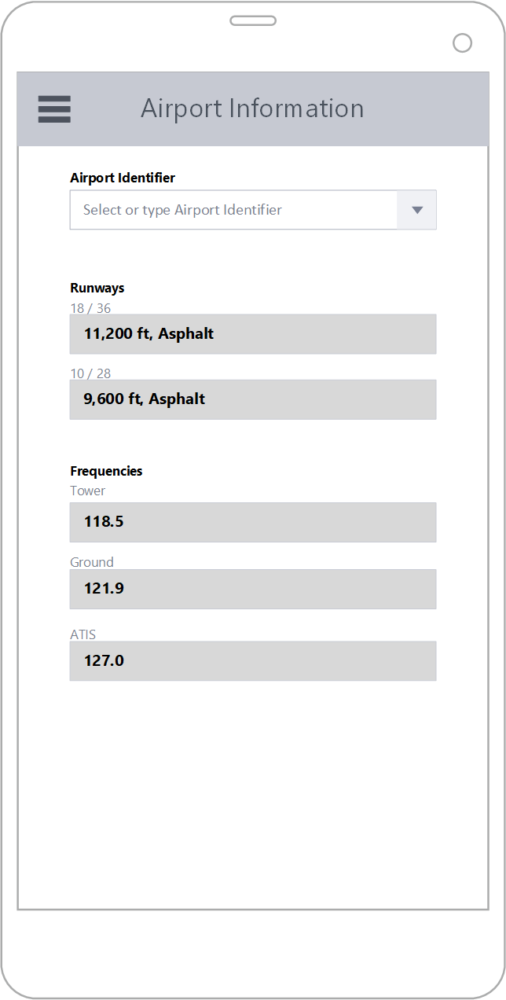 Airport Information
Airport Identifier
Select or type Airport Identifier
Runways
18 / 36
11,200 ft, Asphalt
10 / 28
9,600 ft, Asphalt
Frequencies
Tower
118.5
Ground
121.9
ATIS
127.0